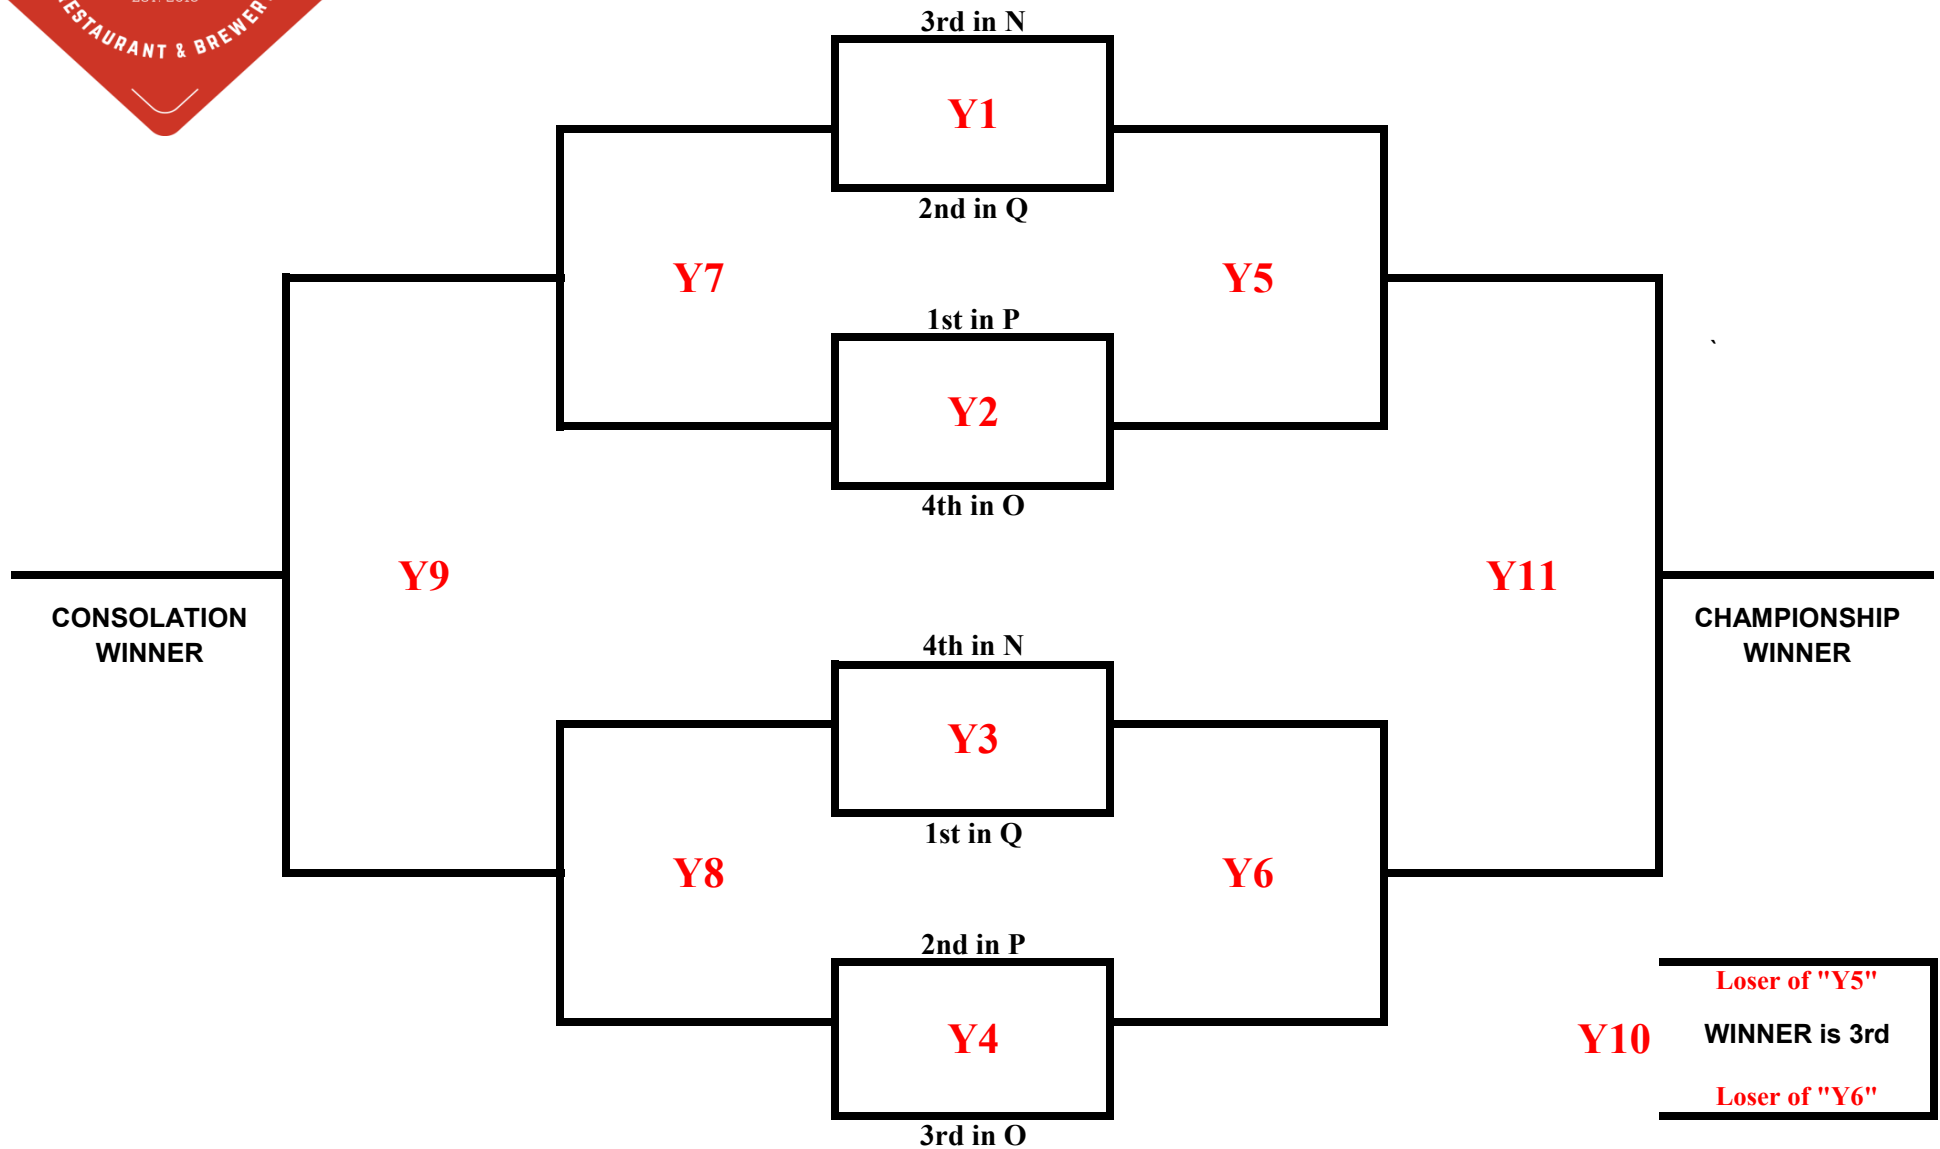 RESTAURANT & BREWERY
3rd in N
Y1
2nd in Q
Y7
Y5
1st in P
`
Y2
4th in O
Y9
Y11
CONSOLATION
WINNER
CHAMPIONSHIP
WINNER
4th in N
Y3
1st in Q
Y8
Y6
2nd in P
Loser of "Y5"
Y4
Y10
WINNER is 3rd
Loser of "Y6"
3rd in O